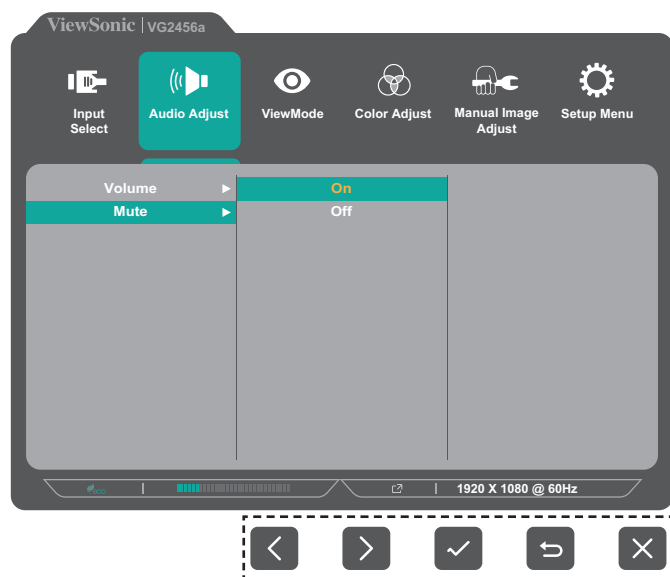 ViewSonic | VG2456a
Input
Select
Audio Adjust
ViewMode
Color Adjust
Manual Image
Adjust
Setup Menu
Volume
On
Mute
Off
eco
1920 X 1080 @ 60Hz